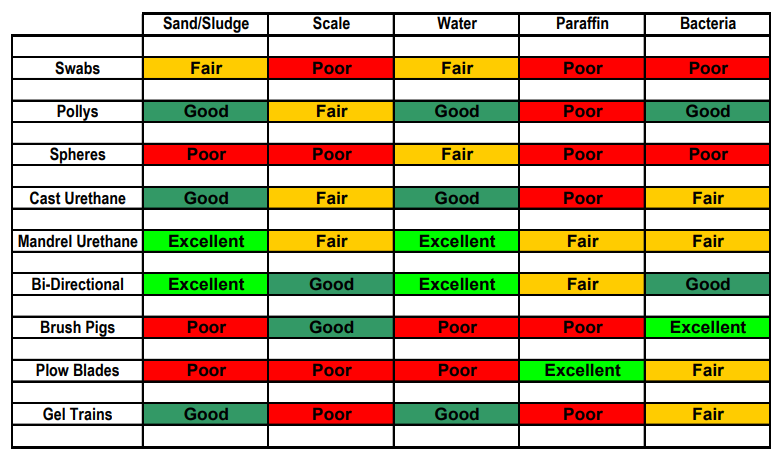 Sand/Sludge Scale Water Paraffin Bacteria
Swabs Fair Poor Fair Poor Poor
Pollys Good Fair Good Poor Good
Spheres Poor Poor Fair Poor Poor
Cast Urethane Good Fair Good Poor Fair
Mandrel Urethane Excellent Fair Excellent Fair Fair
Bi-Directional Excellent Good Excellent Fair Good
Brush Pigs Poor Good Poor Poor Excellent
Plow Blades Poor Poor Poor Excellent Fair
Gel Trains Good Poor Good Poor Fair